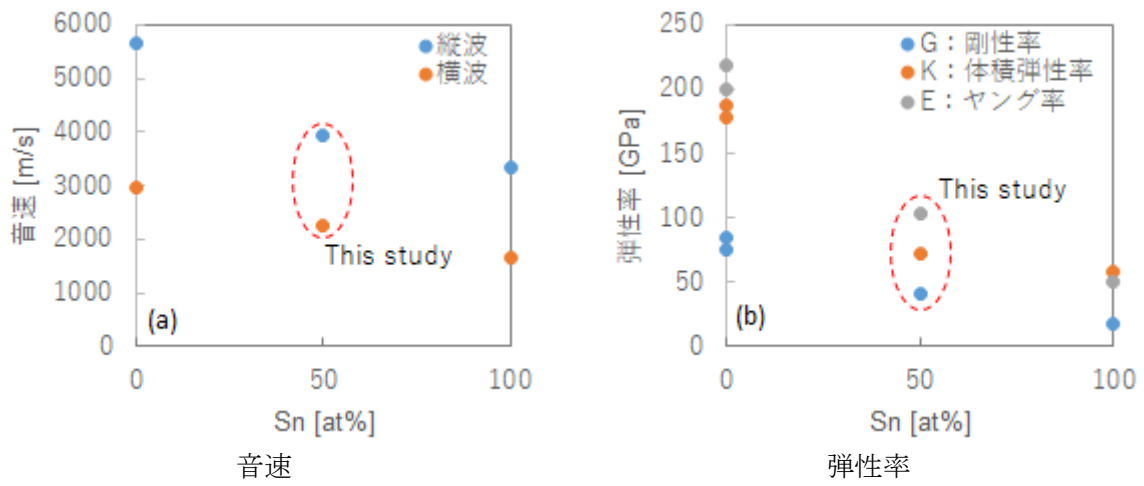 6000
5000
4000
3000
2000
1000
0
音速 [m/s]
縦波
横波
This study
(a)
0
50
100
Sn [at%]
音速
250
200
150
100
50
0
弾性率 [GPa]
G：剛性率
K：体積弾性率
E：ヤング率
This study
(b)
0
50
100
Sn [at%]
弾性率